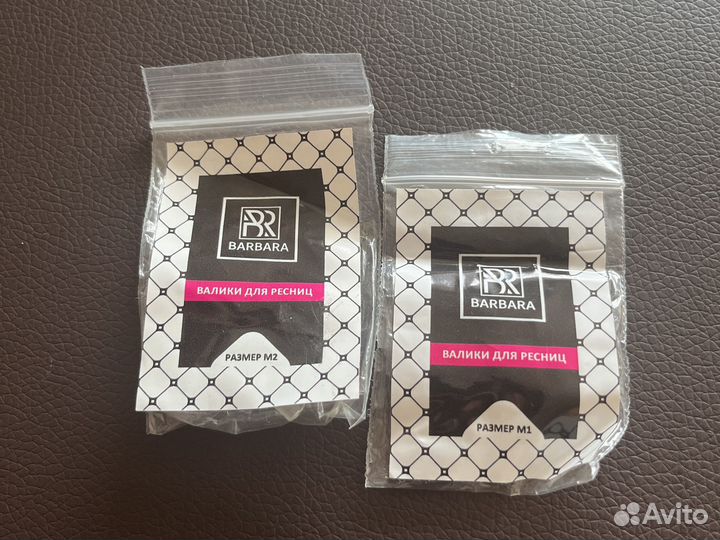 BR
BARBARA
ВАЛИКИ ДЛЯ РЕСНИЦ
РАЗМЕР M2
BR
BARBARA
ВАЛИКИ ДЛЯ РЕСНИЦ
РАЗМЕР M1
Avito